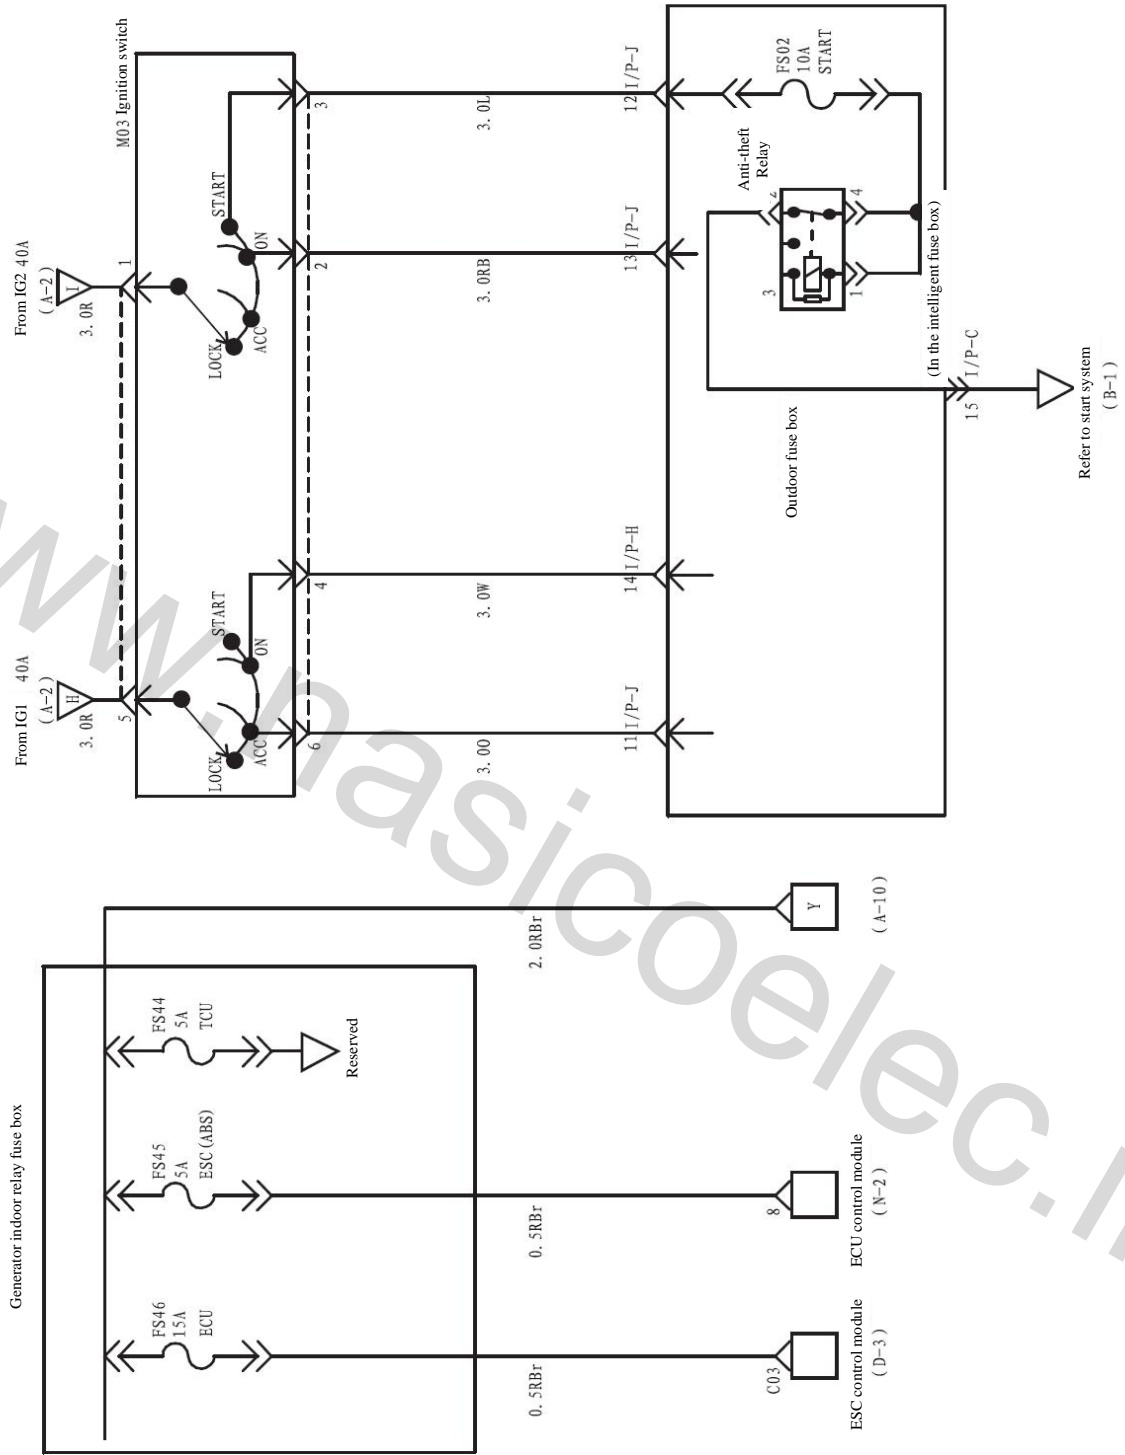 From IG1 40A
(A-2)
H
3.0R
5
From IG2 40A
(A-2)
I
3.0R
1
M03 Ignition switch
LOCK
ACC
ON
START
LOCK
ACC
ON
START
6
4
2
3
3.0O
3.0W
3.0RB
3.0L
11 I/P-J
14 I/P-H
13 I/P-J
12 I/P-J
Outdoor fuse box
Anti-theft
Relay
3
2
1
4
FS02
10A
START
(In the intelligent fuse box)
15 I/P-C
Refer to start system
(B-1)
Generator indoor relay fuse box
FS46
15A
ECU
FS45
5A
ESC(ABS)
FS44
5A
TCU
Reserved
0.5RBr
0.5RBr
2.0RBr
C03
8
Y
ESC control module
(D-3)
ECU control module
(N-2)
(A-10)